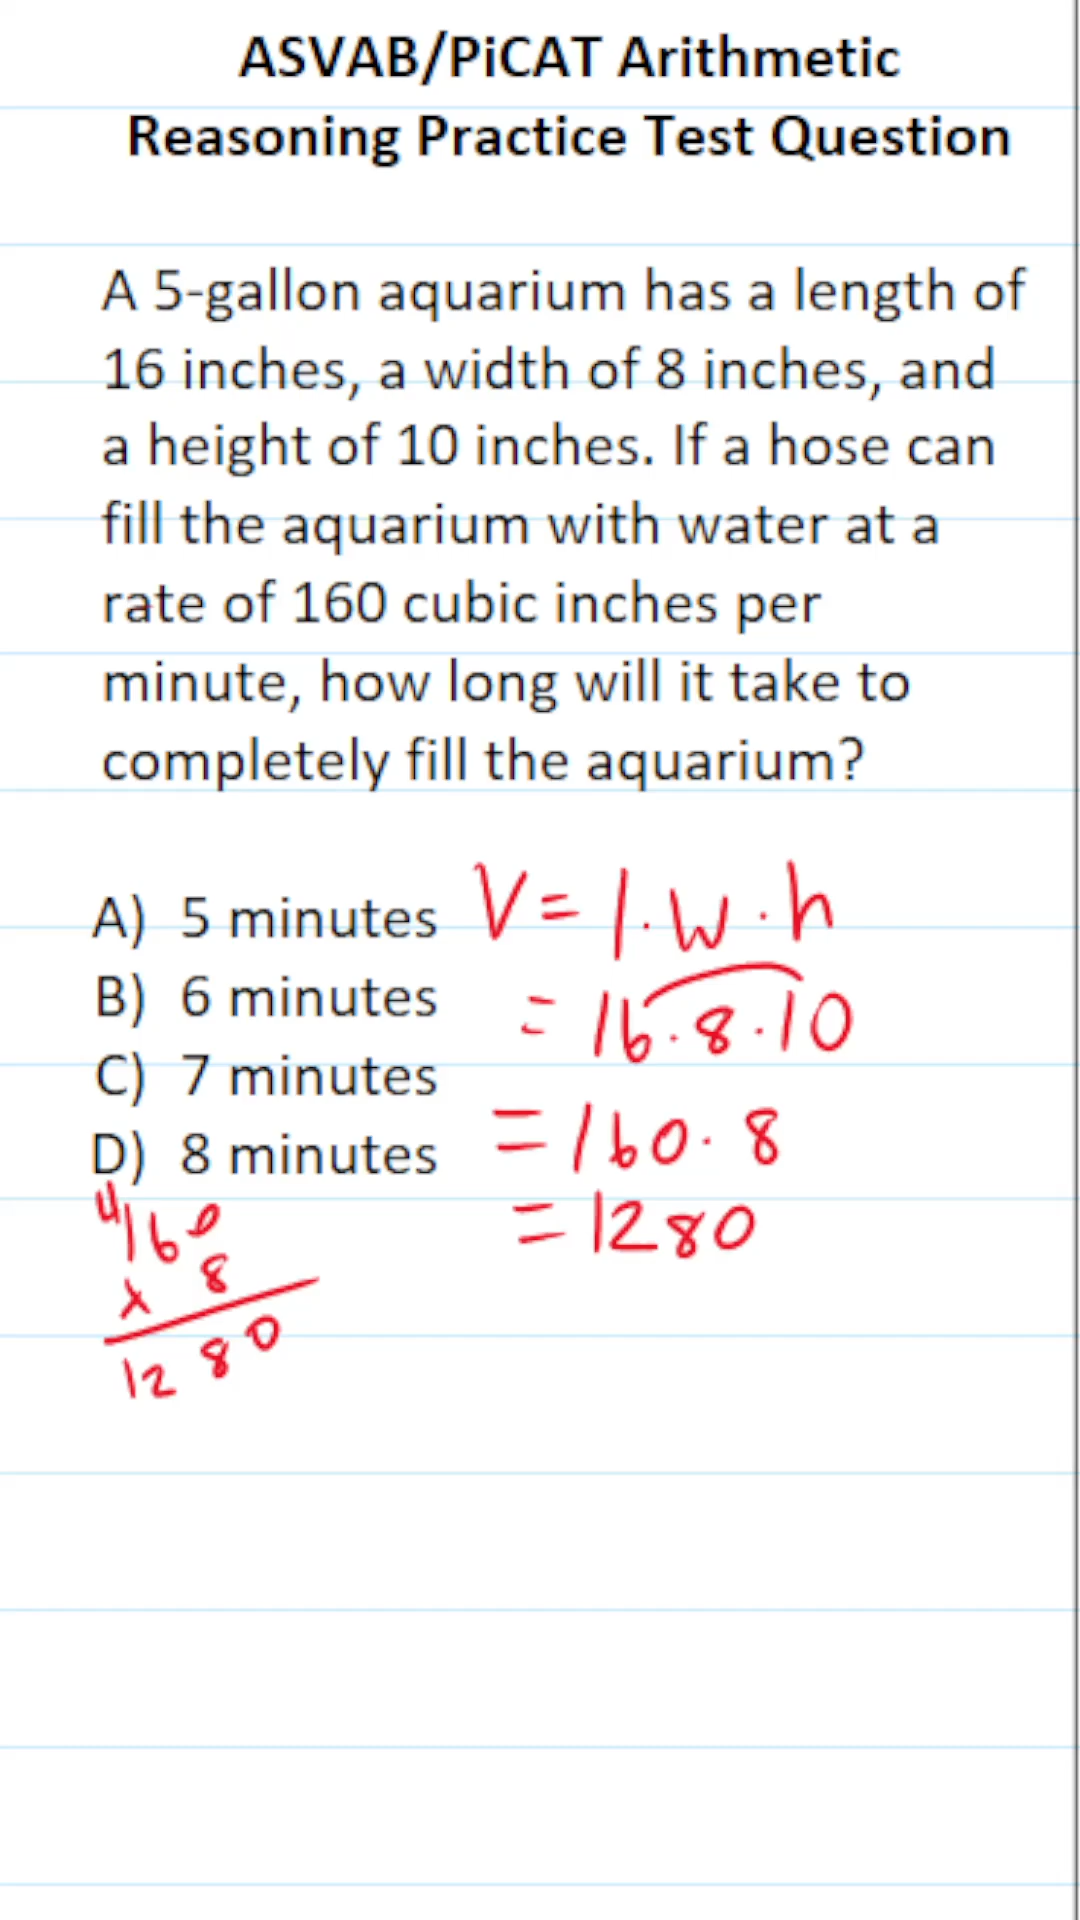 ASVAB/PiCAT Arithmetic
Reasoning Practice Test Question
A 5-gallon aquarium has a length of
16 inches, a width of 8 inches, and
a height of 10 inches. If a hose can
fill the aquarium with water at a
rate of 160 cubic inches per
minute, how long will it take to
completely fill the aquarium?
A) 5 minutes
B) 6 minutes
C) 7 minutes
D) 8 minutes
V = l · w · h
= 16 · 8 · 10
= 160 · 8
= 1280
4
160
x 8
1280